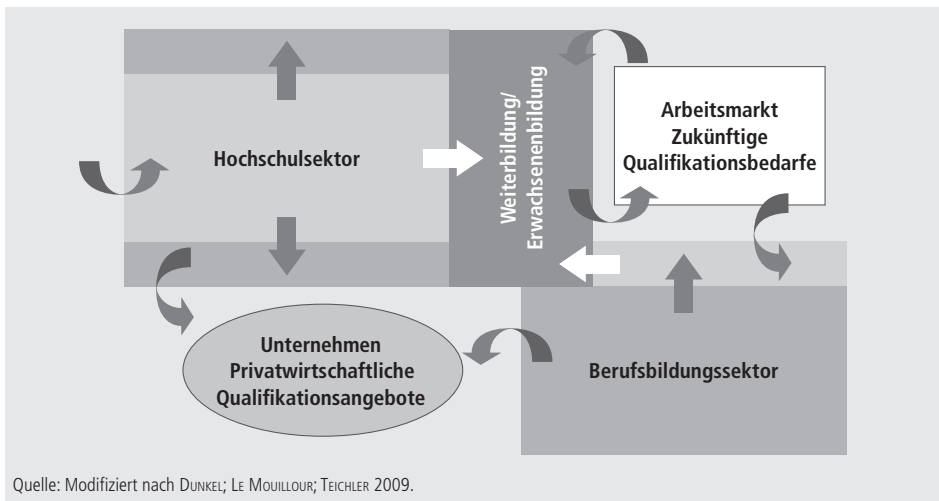 Hochschulsektor
Weiterbildung/
Erwachsenenbildung
Arbeitsmarkt
Zukünftige
Qualifikationsbedarfe
Unternehmen
Privatwirtschaftliche
Qualifikationsangebote
Berufsbildungssektor
Quelle: Modifiziert nach DUNKEL; LE MOUILLOUR; TEICHLER 2009.